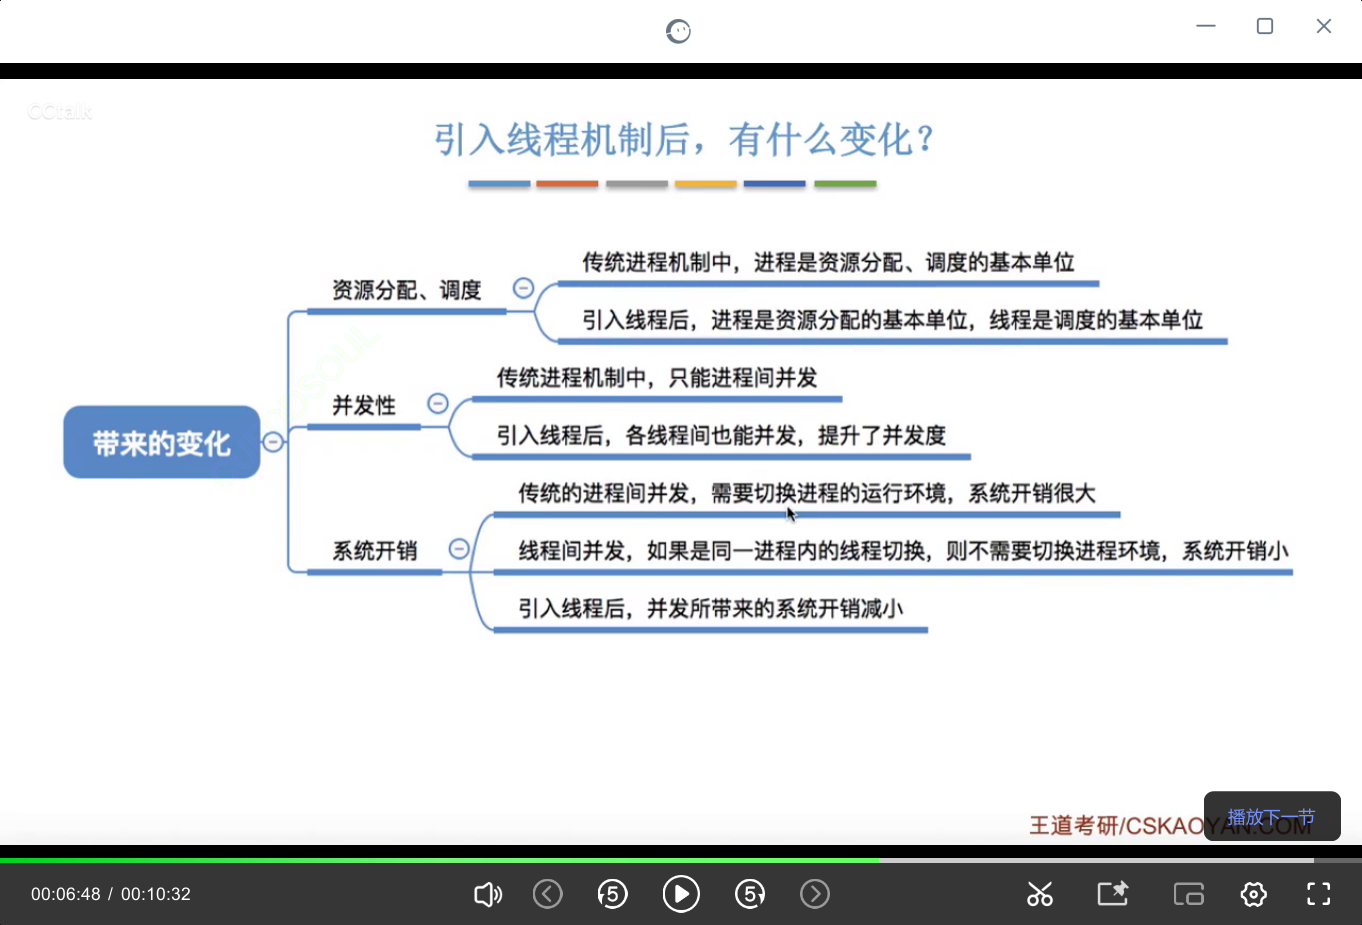 CCtalk
引入线程机制后，有什么变化？
带来的变化
资源分配、调度
传统进程机制中，进程是资源分配、调度的基本单位
引入线程后，进程是资源分配的基本单位，线程是调度的基本单位
并发性
传统进程机制中，只能进程间并发
引入线程后，各线程间也能并发，提升了并发度
系统开销
传统的进程间并发，需要切换进程的运行环境，系统开销很大
线程间并发，如果是同一进程内的线程切换，则不需要切换进程环境，系统开销小
引入线程后，并发所带来的系统开销减小
王道考研/CSKAOYAN.COM
播放下一节
00:06:48 / 00:10:32
5
5